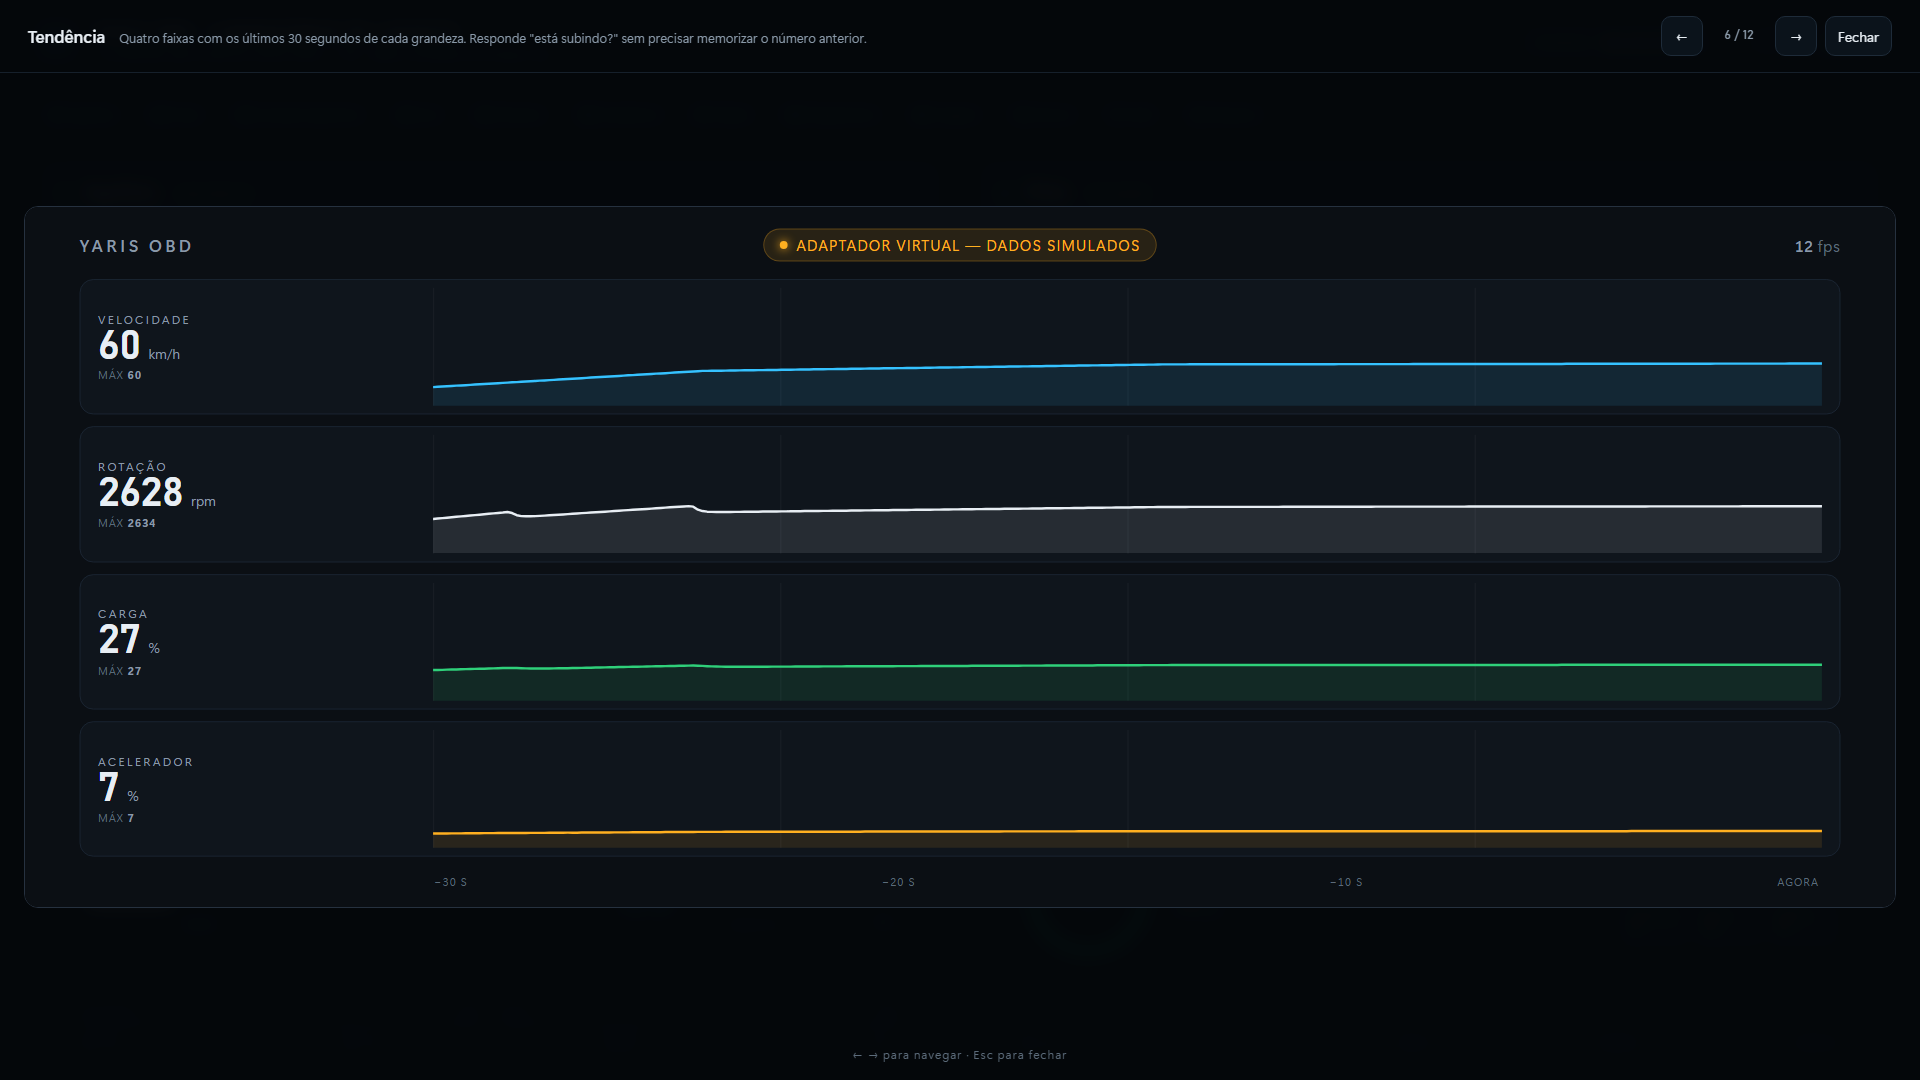 Tendência
Quatro faixas com os últimos 30 segundos de cada grandeza. Responde "está subindo?" sem precisar memorizar o número anterior.
←
6 / 12
→
Fechar
YARIS OBD
ADAPTADOR VIRTUAL — DADOS SIMULADOS
12 fps
VELOCIDADE
60 km/h
MÁX 60
ROTAÇÃO
2628 rpm
MÁX 2634
CARGA
27 %
MÁX 27
ACELERADOR
7 %
MÁX 7
−30 S
−20 S
−10 S
AGORA
← → para navegar · Esc para fechar